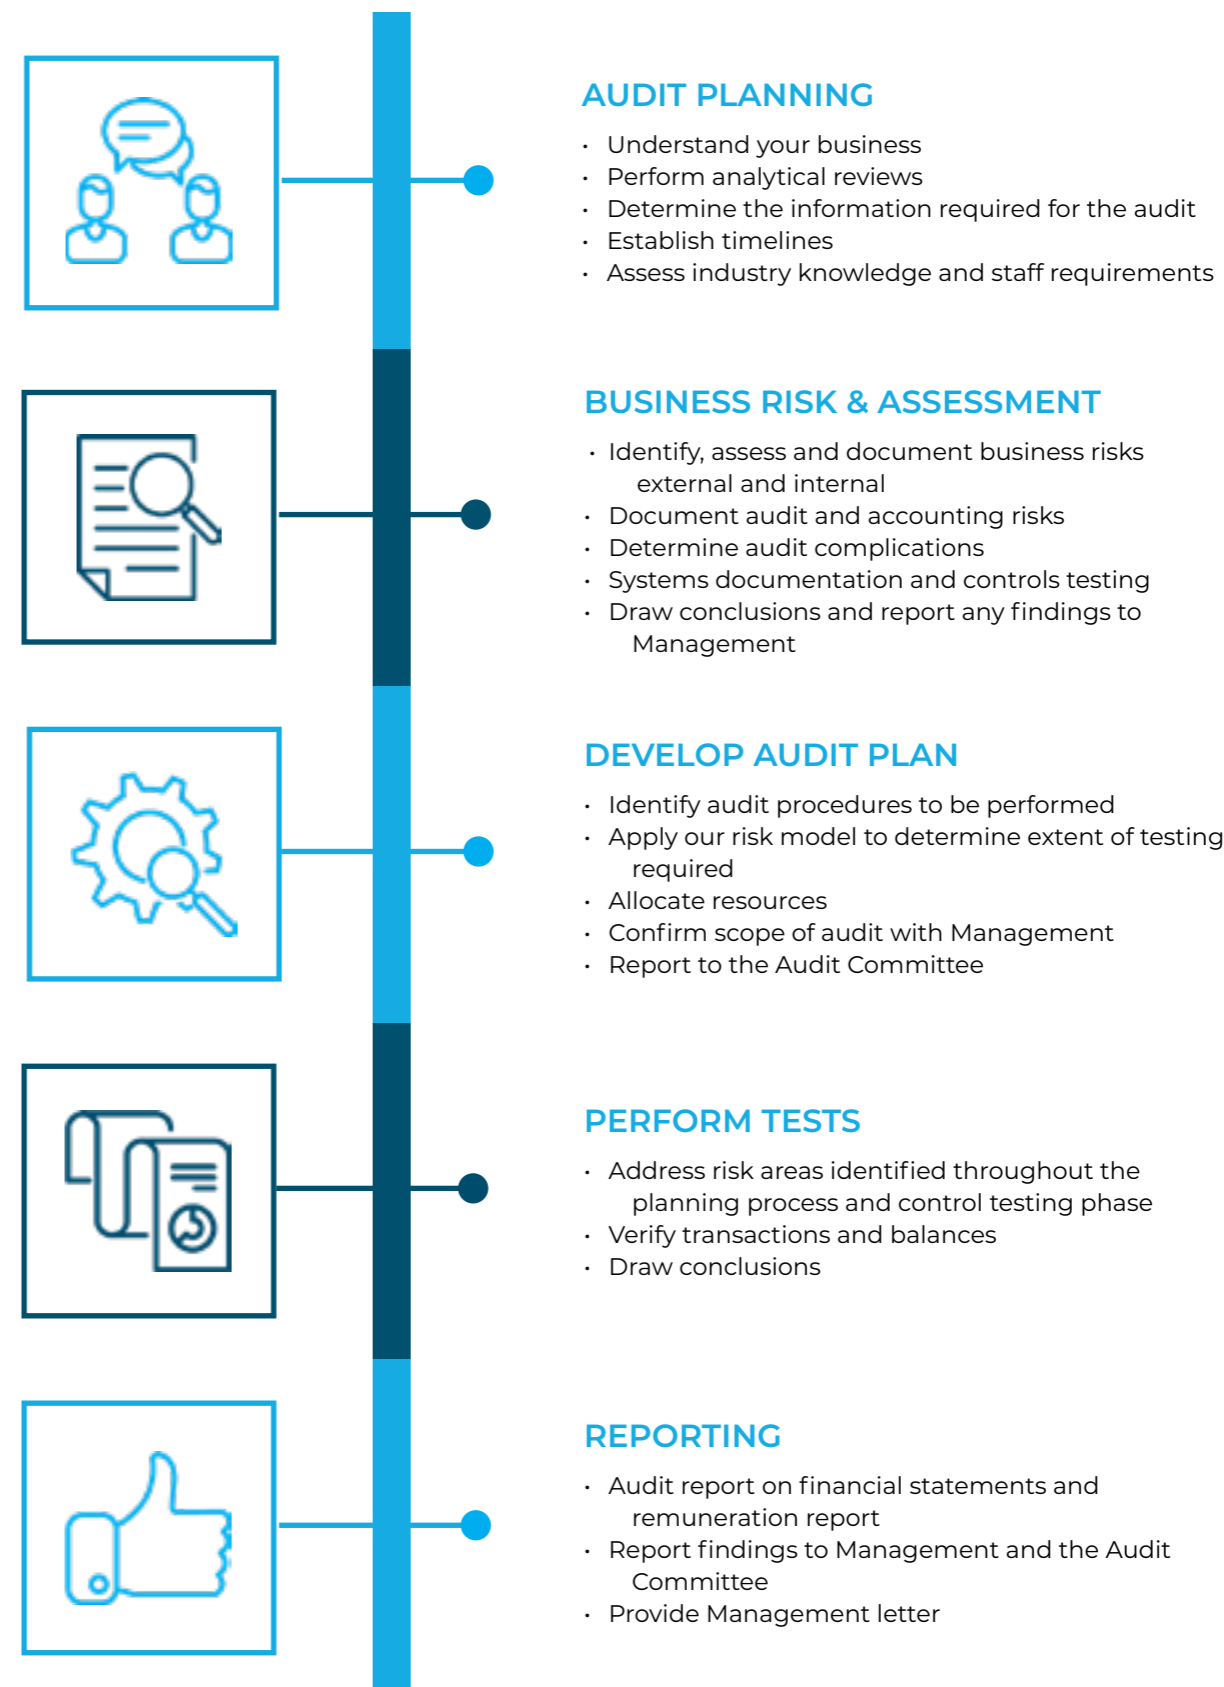 AUDIT PLANNING
· Understand your business
· Perform analytical reviews
· Determine the information required for the audit
· Establish timelines
· Assess industry knowledge and staff requirements
BUSINESS RISK & ASSESSMENT
· Identify, assess and document business risks
external and internal
· Document audit and accounting risks
· Determine audit complications
· Systems documentation and controls testing
· Draw conclusions and report any findings to
Management
DEVELOP AUDIT PLAN
· Identify audit procedures to be performed
· Apply our risk model to determine extent of testing
required
· Allocate resources
· Confirm scope of audit with Management
· Report to the Audit Committee
PERFORM TESTS
· Address risk areas identified throughout the
planning process and control testing phase
· Verify transactions and balances
· Draw conclusions
REPORTING
· Audit report on financial statements and
remuneration report
· Report findings to Management and the Audit
Committee
· Provide Management letter